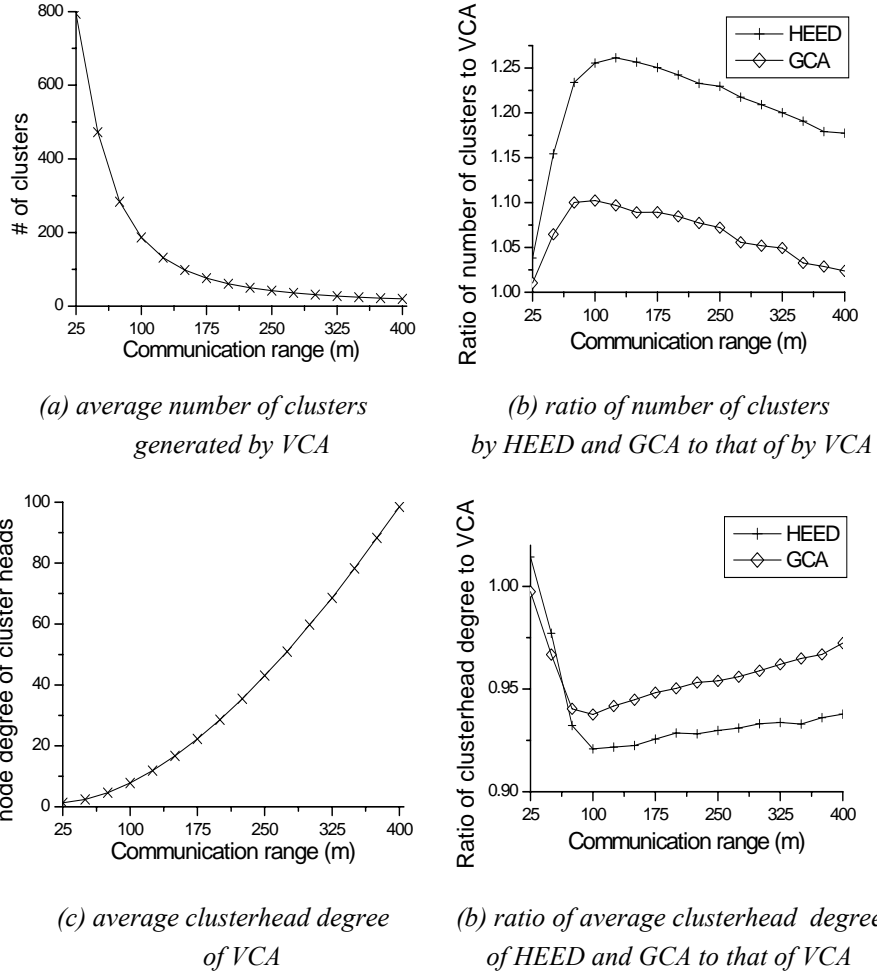 800
600
400
200
0
# of clusters
25 100 175 250 325 400
Communication range (m)
(a) average number of clusters
generated by VCA
HEED
GCA
1.25
1.20
1.15
1.10
1.05
1.00
Ratio of number of clusters to VCA
25 100 175 250 325 400
Communication range (m)
(b) ratio of number of clusters
by HEED and GCA to that of by VCA
100
80
60
40
20
0
node degree of cluster heads
25 100 175 250 325 400
Communication range (m)
(c) average clusterhead degree
of VCA
HEED
GCA
1.00
0.95
0.90
Ratio of clusterhead degree to VCA
25 100 175 250 325 400
Communication range (m)
(b) ratio of average clusterhead degree
of HEED and GCA to that of VCA